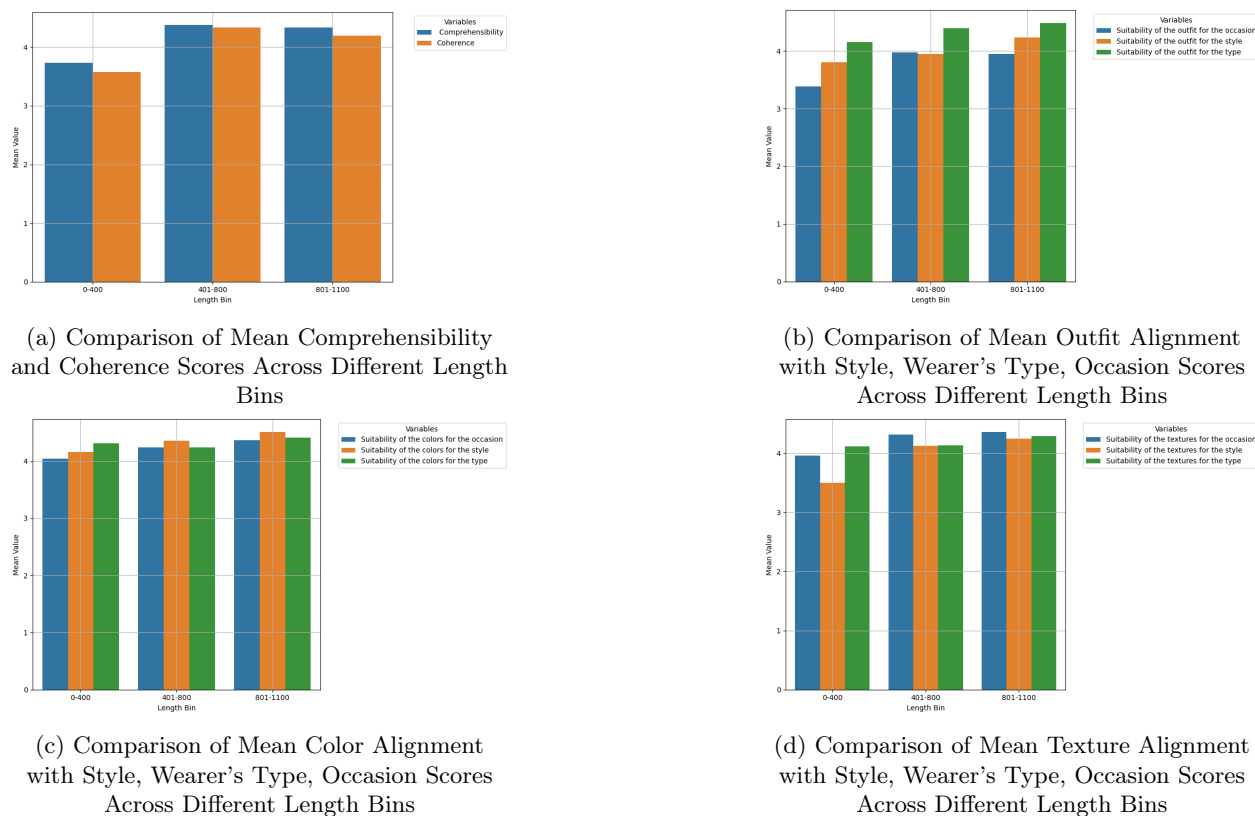 Variables
Comprehensibility
Coherence
4
3
2
1
0
Mean Value
0-400
401-800
801-1100
Length Bin
(a) Comparison of Mean Comprehensibility
and Coherence Scores Across Different Length
Bins
Variables
Suitability of the outfit for the occasion
Suitability of the outfit for the style
Suitability of the outfit for the type
4
3
2
1
0
Mean Value
0-400
401-800
801-1100
Length Bin
(b) Comparison of Mean Outfit Alignment
with Style, Wearer's Type, Occasion Scores
Across Different Length Bins
Variables
Suitability of the colors for the occasion
Suitability of the colors for the style
Suitability of the colors for the type
4
3
2
1
0
Mean Value
0-400
401-800
801-1100
Length Bin
(c) Comparison of Mean Color Alignment
with Style, Wearer's Type, Occasion Scores
Across Different Length Bins
Variables
Suitability of the textures for the occasion
Suitability of the textures for the style
Suitability of the textures for the type
4
3
2
1
0
Mean Value
0-400
401-800
801-1100
Length Bin
(d) Comparison of Mean Texture Alignment
with Style, Wearer's Type, Occasion Scores
Across Different Length Bins